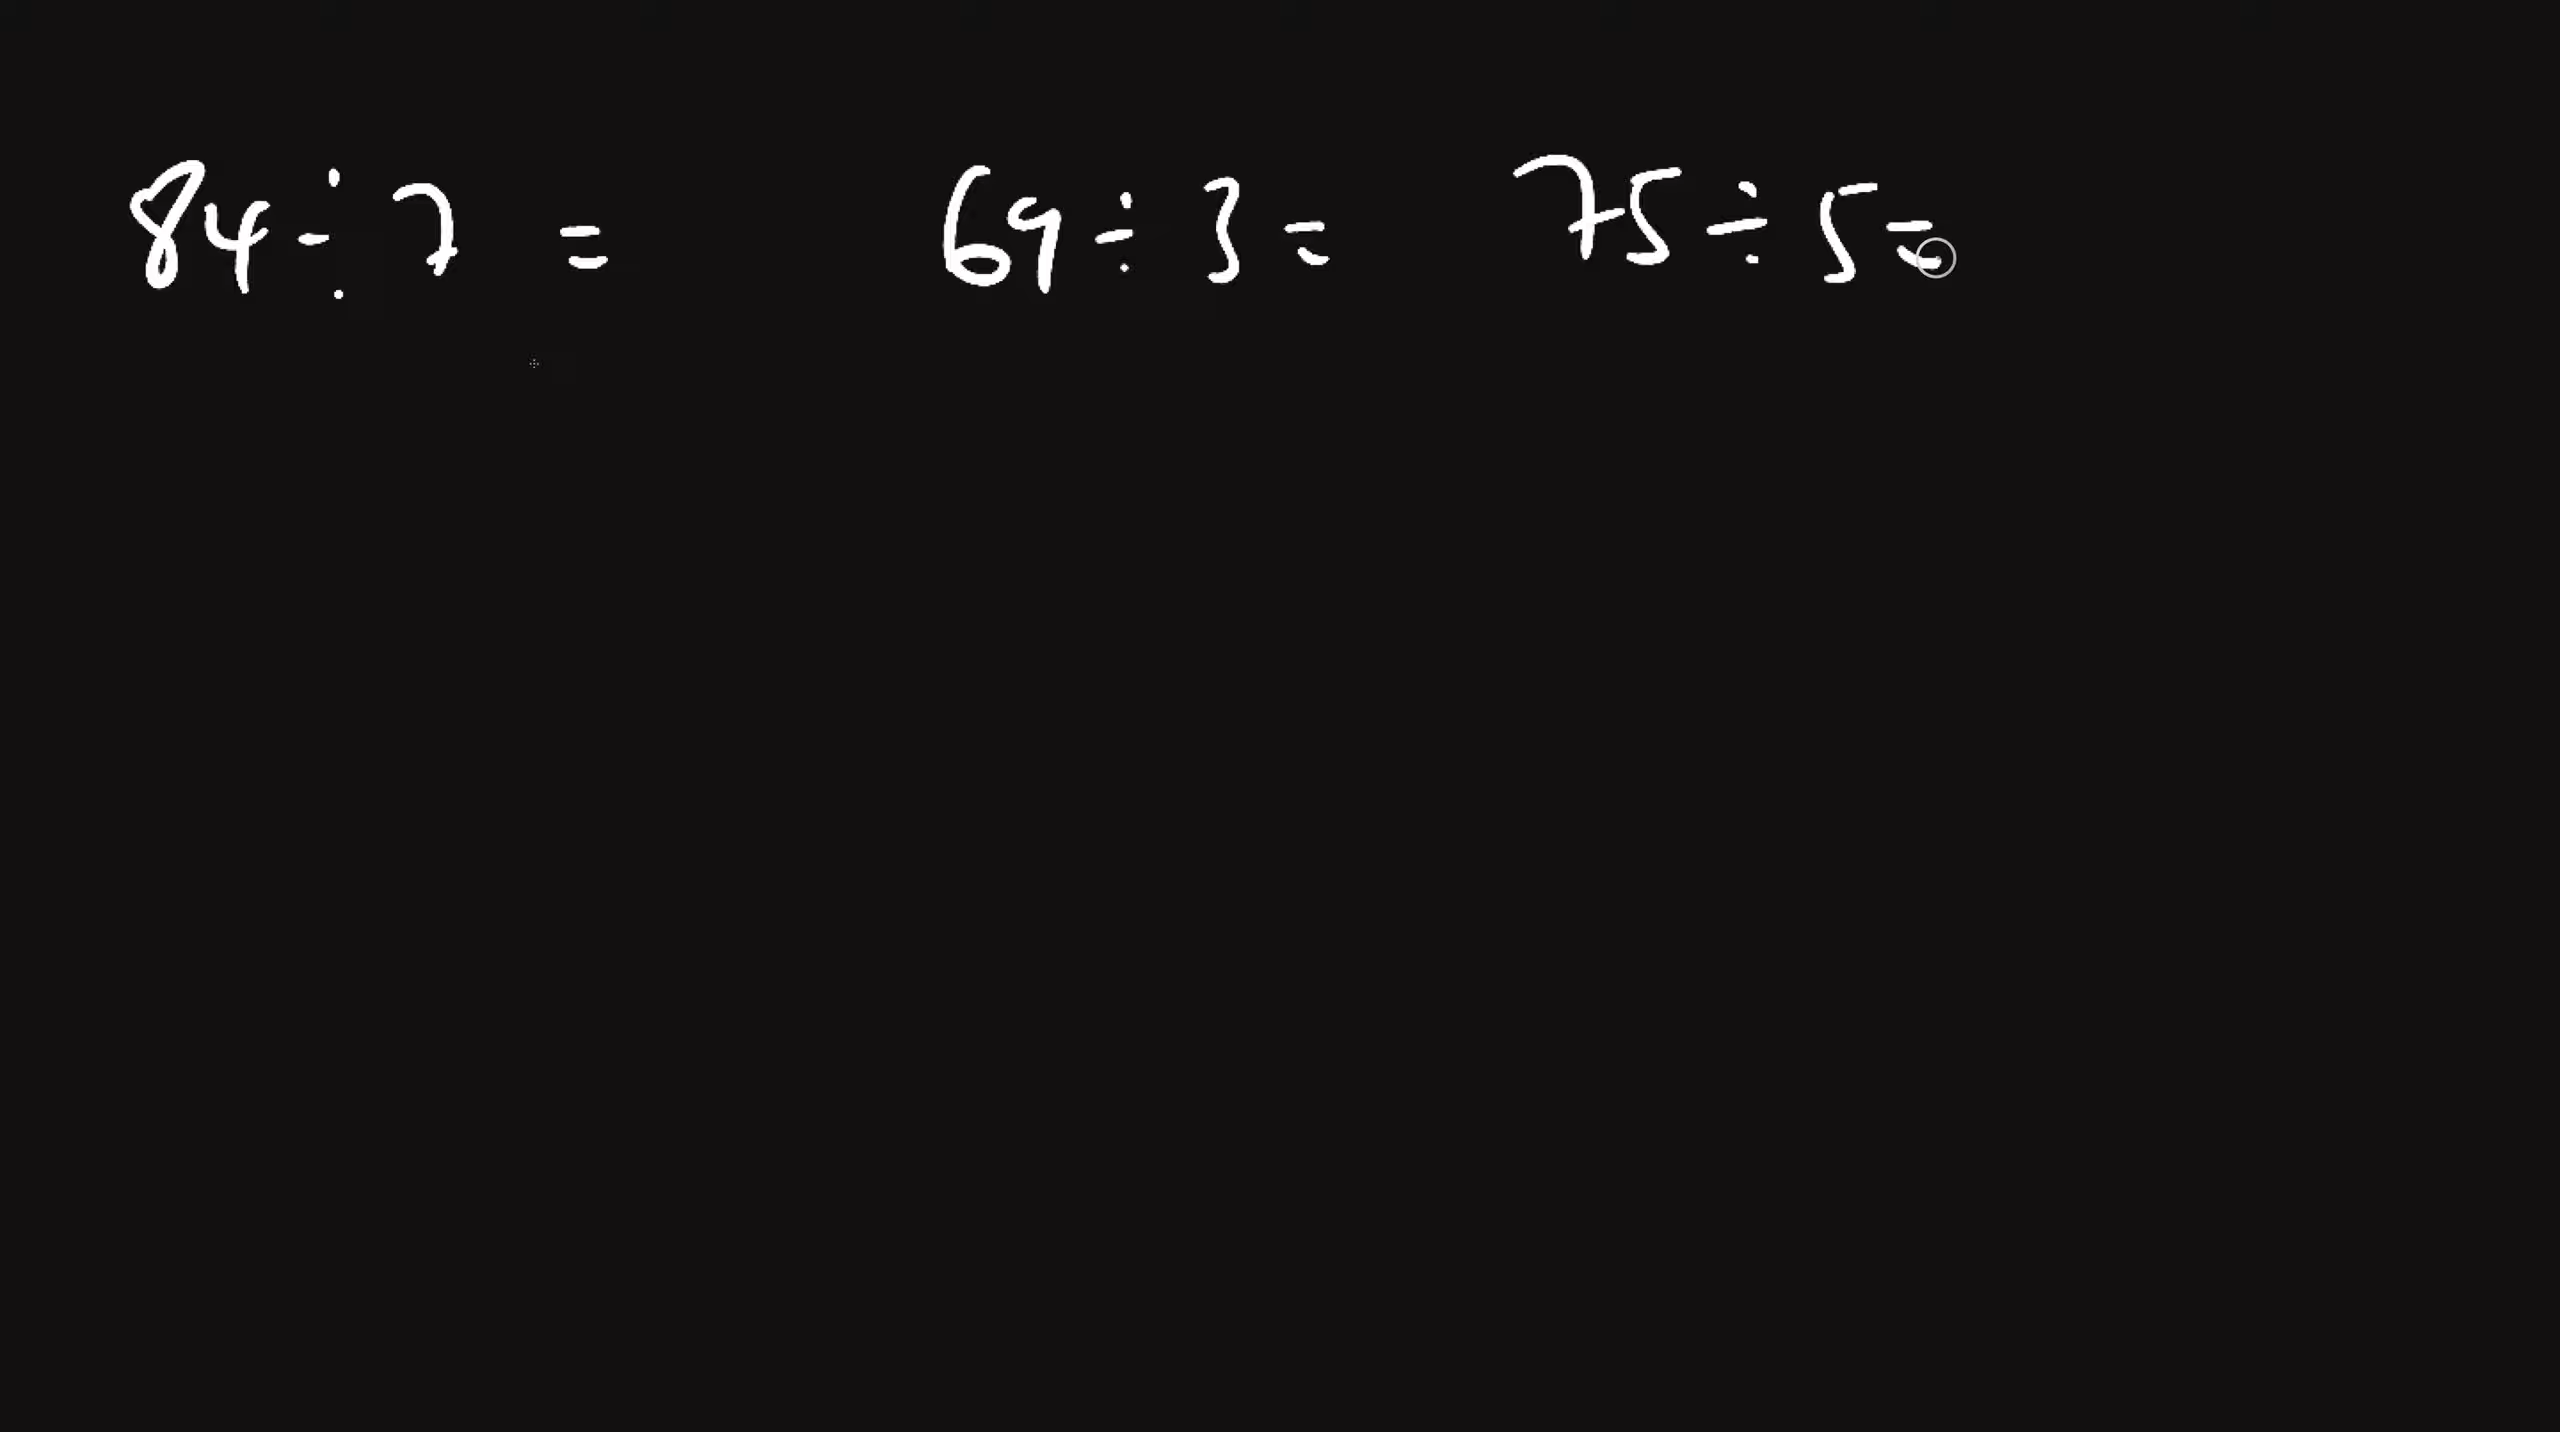 84 ÷ 7 = 69 ÷ 3 = 75 ÷ 5 =